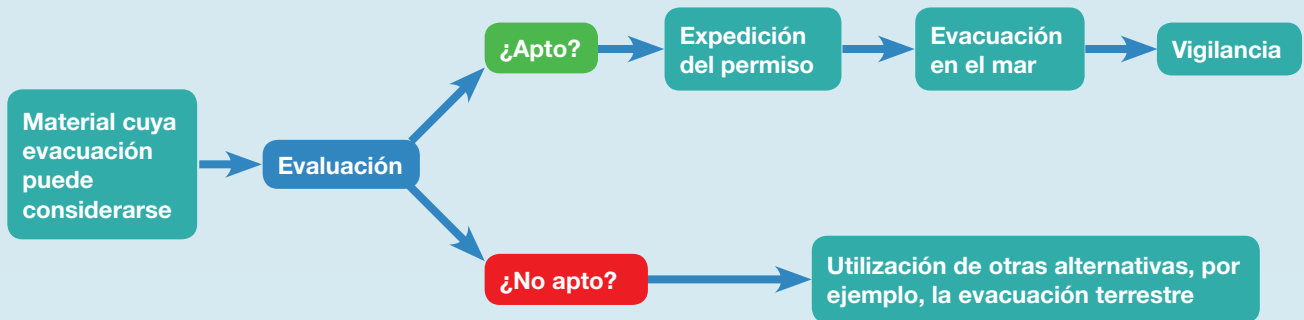 Material cuya
evacuación
puede
considerarse
Evaluación
¿Apto?
Expedición
del permiso
Evacuación
en el mar
Vigilancia
¿No apto?
Utilización de otras alternativas, por
ejemplo, la evacuación terrestre